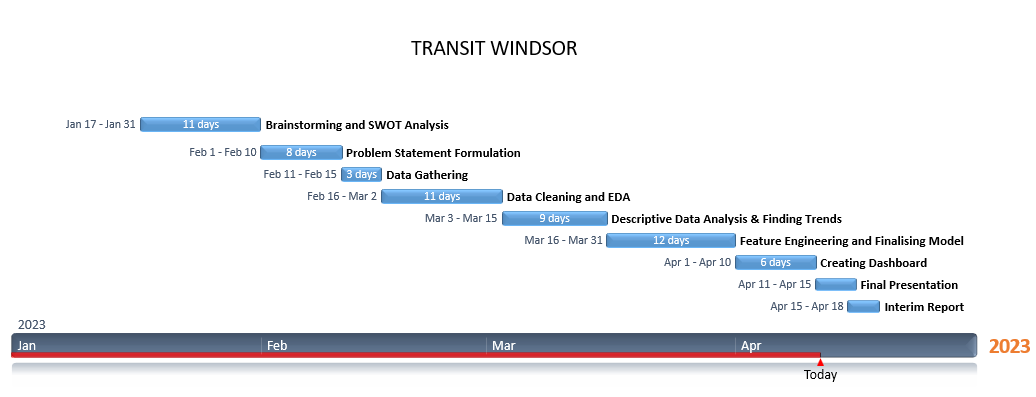 TRANSIT WINDSOR
Jan 17 - Jan 31 11 days Brainstorming and SWOT Analysis
Feb 1 - Feb 10 8 days Problem Statement Formulation
Feb 11 - Feb 15 3 days Data Gathering
Feb 16 - Mar 2 11 days Data Cleaning and EDA
Mar 3 - Mar 15 9 days Descriptive Data Analysis & Finding Trends
Mar 16 - Mar 31 12 days Feature Engineering and Finalising Model
Apr 1 - Apr 10 6 days Creating Dashboard
Apr 11 - Apr 15 Final Presentation
Apr 15 - Apr 18 Interim Report
2023
Jan Feb Mar Apr 2023
Today